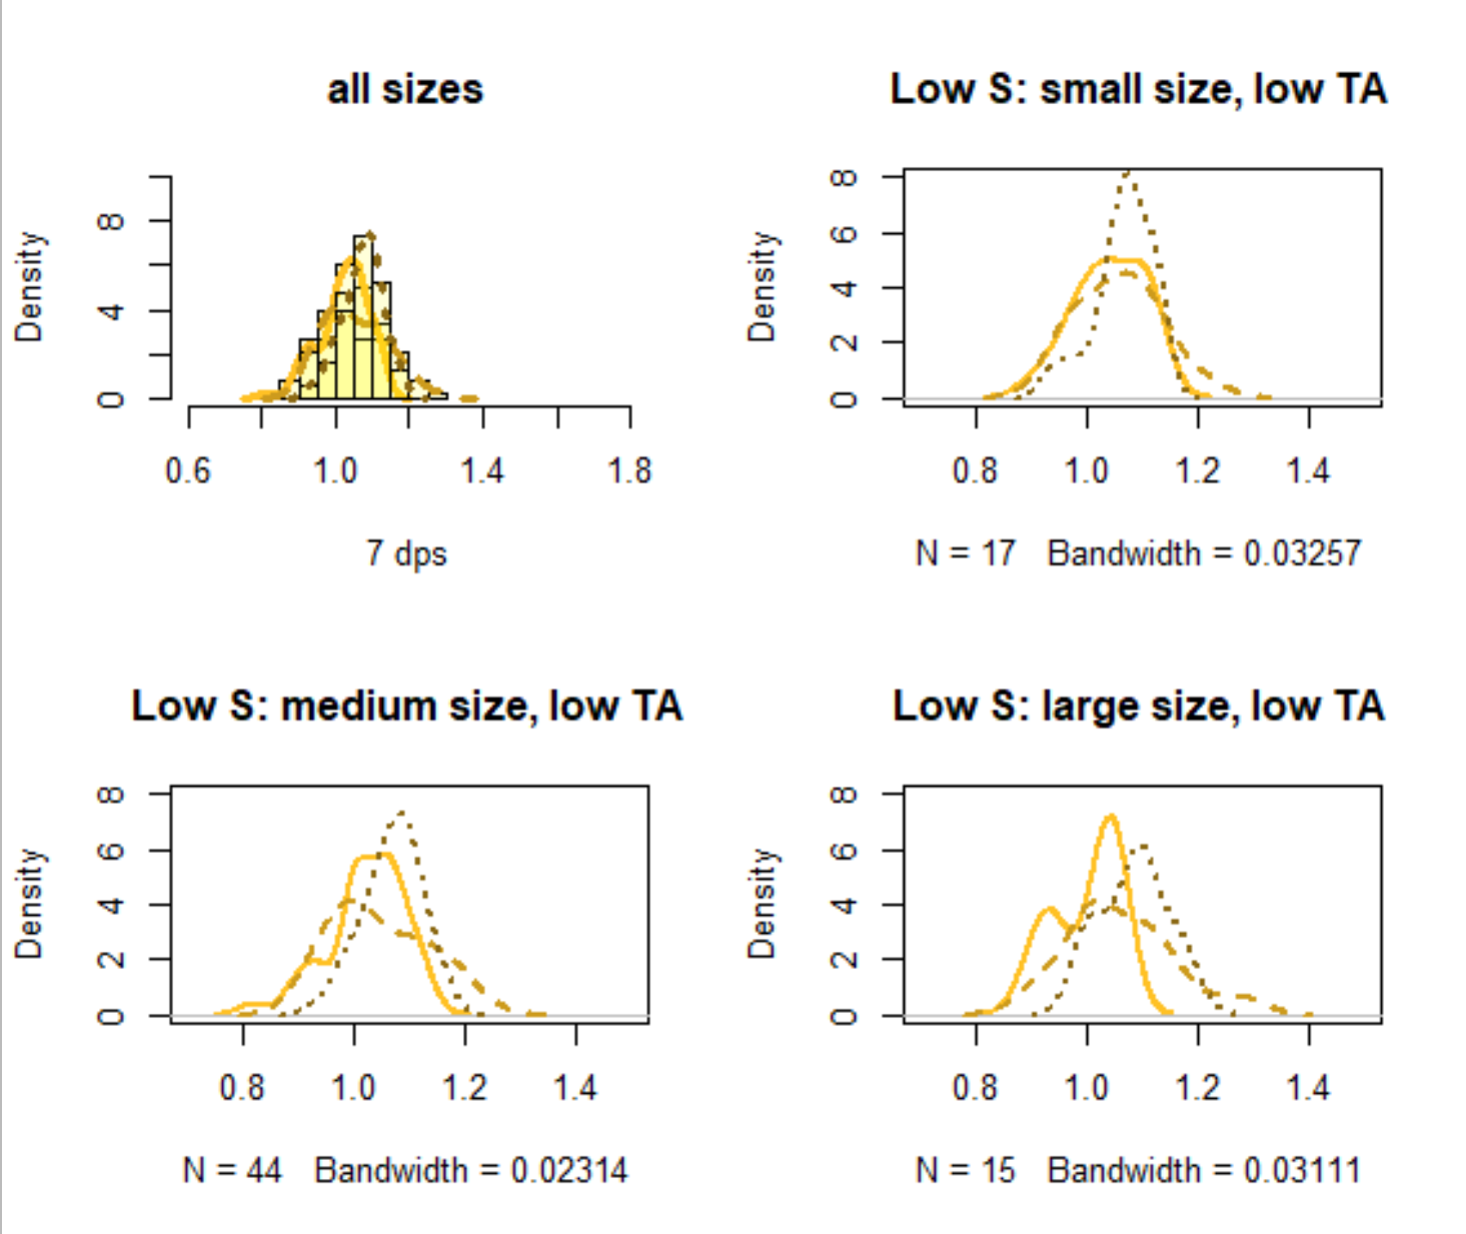 all sizes
Density
0 4 8
0.6 1.0 1.4 1.8
7 dps
Low S: small size, low TA
Density
0 2 4 6 8
0.8 1.0 1.2 1.4
N = 17 Bandwidth = 0.03257
Low S: medium size, low TA
Density
0 2 4 6 8
0.8 1.0 1.2 1.4
N = 44 Bandwidth = 0.02314
Low S: large size, low TA
Density
0 2 4 6 8
0.8 1.0 1.2 1.4
N = 15 Bandwidth = 0.03111